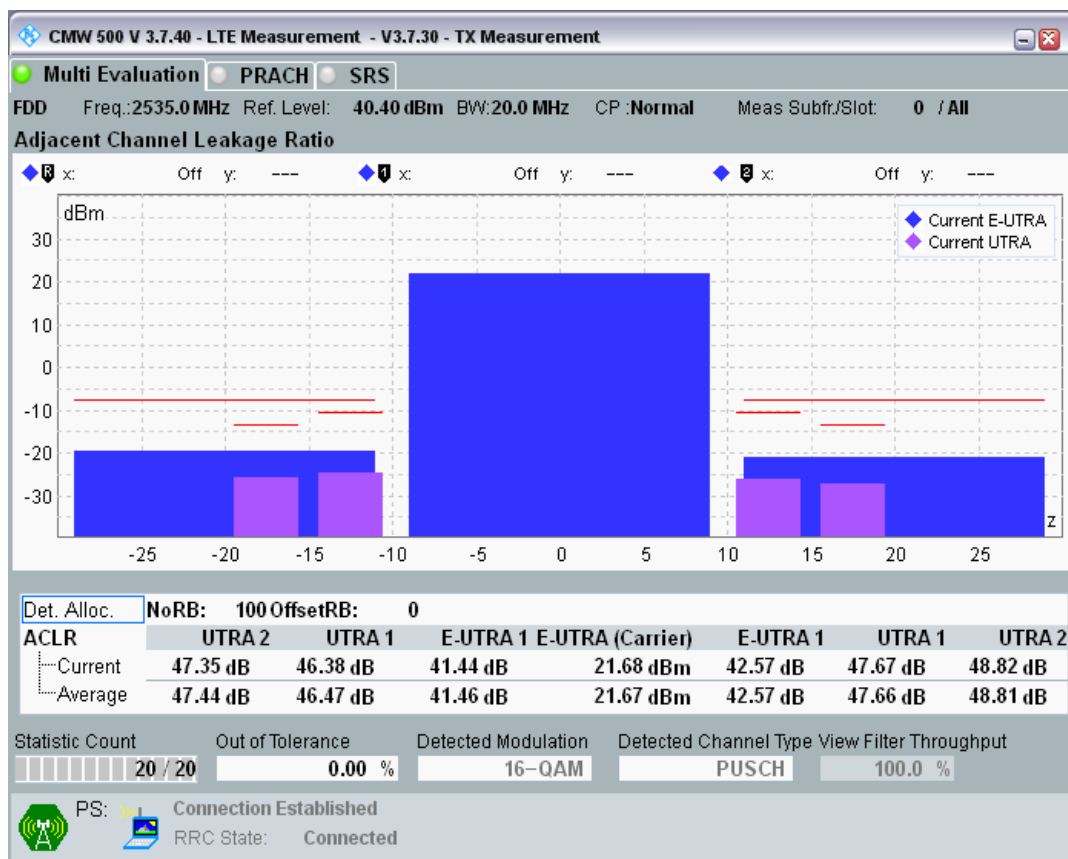 CMW 500 V 3.7.40 - LTE Measurement - V3.7.30 - TX Measurement
Multi Evaluation PRACH SRS
FDD Freq.:2535.0 MHz Ref. Level: 40.40 dBm BW:20.0 MHz CP :Normal Meas Subfr./Slot: 0 / All
Adjacent Channel Leakage Ratio
R x: Off y: --- 1 x: Off y: --- 2 x: Off y: ---
dBm
Current E-UTRA
Current UTRA
30
20
10
0
-10
-20
-30
z
-25 -20 -15 -10 -5 0 5 10 15 20 25
Det. Alloc. NoRB: 100 OffsetRB: 0
ACLR UTRA 2 UTRA 1 E-UTRA 1 E-UTRA (Carrier) E-UTRA 1 UTRA 1 UTRA 2
Current 47.35 dB 46.38 dB 41.44 dB 21.68 dBm 42.57 dB 47.67 dB 48.82 dB
Average 47.44 dB 46.47 dB 41.46 dB 21.67 dBm 42.57 dB 47.66 dB 48.81 dB
Statistic Count Out of Tolerance Detected Modulation Detected Channel Type View Filter Throughput
20 / 20 0.00 % 16-QAM PUSCH 100.0 %
PS: Connection Established
RRC State: Connected